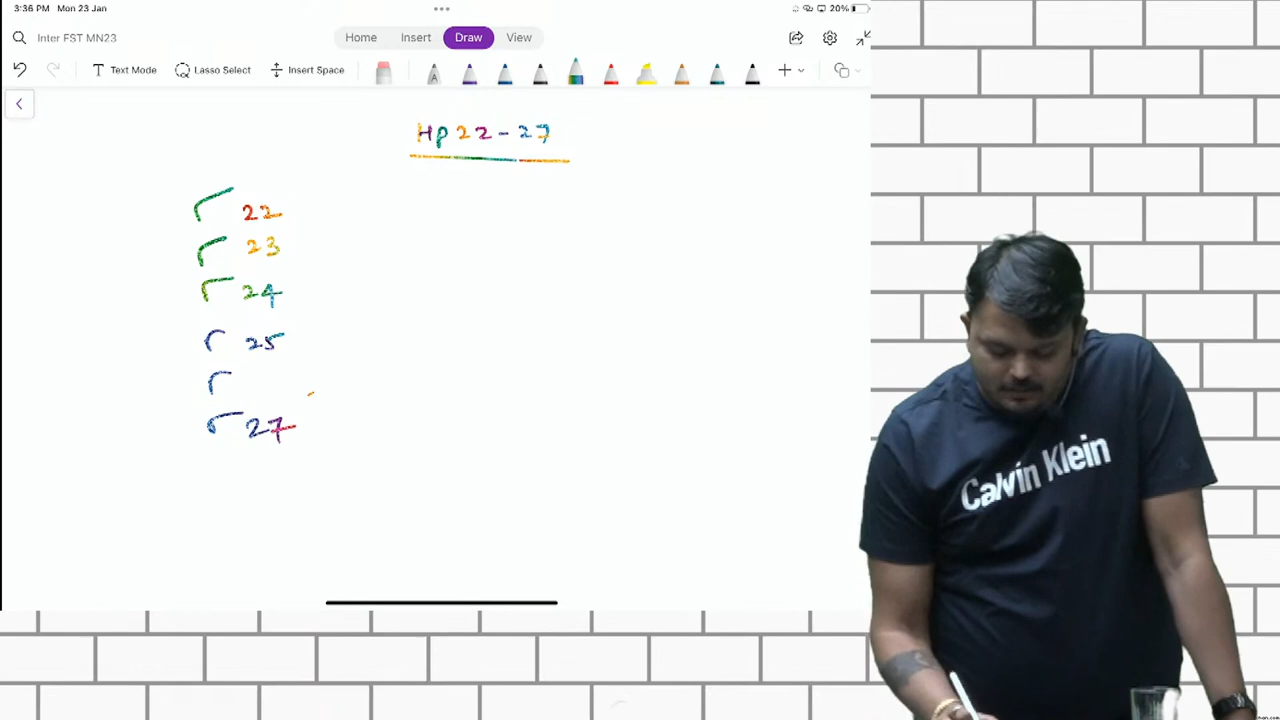 3:36 PM Mon 23 Jan
20%
Inter FST MN23
Home Insert Draw View
Text Mode Lasso Select Insert Space
A
HP 22-27
22
23
24
25
27
Calvin Klein